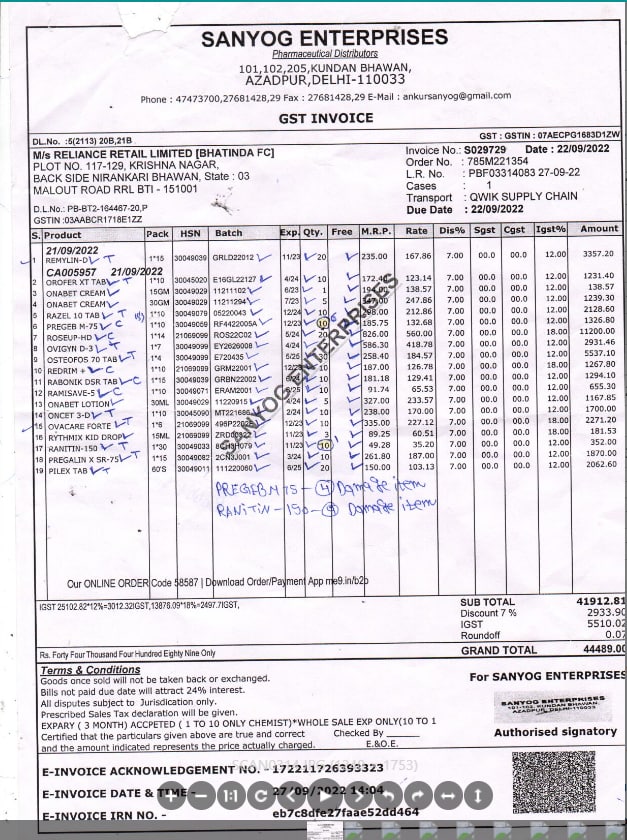 SANYOG ENTERPRISES
Pharmaceutical Distributors
101,102,205,KUNDAN BHAWAN,
AZADPUR,DELHI-110033
Phone : 47473700,27681428,29 Fax : 27681428,29 E-Mail : ankursanyog@gmail.com
GST INVOICE
DL.No. :5(2113) 20B,21B GST : GSTIN : 07AECPG1683D1ZW
M/s RELIANCE RETAIL LIMITED [BHATINDA FC] Invoice No.: S029729 Date : 22/09/2022
PLOT NO. 117-129, KRISHNA NAGAR, Order No. : 785M221354
BACK SIDE NIRANKARI BHAWAN, State : 03 L.R. No. : PBF03314083 27-09-22
MALOUT ROAD RRL BTI - 151001 Cases : 1
Transport : QWIK SUPPLY CHAIN
D.L.No.: PB-BT2-164467-20,P Due Date : 22/09/2022
GSTIN :03AABCR1718E1ZZ
S. Product Pack HSN Batch Exp. Qty. Free M.R.P. Rate Dis% Sgst Cgst Igst% Amount
21/09/2022
1 REMYLIN-D T 1*15 30049039 GRLD22012 11/23 20 235.00 167.86 7.00 00.0 00.0 12.00 3357.20
CA005957 21/09/2022
2 OROFER XT TAB T 1*10 30045020 E16GL22127 4/24 10 172.40 123.14 7.00 00.0 00.0 12.00 1231.40
3 ONABET CREAM 15GM 30049029 11211102 6/23 1 138.57 7.00 00.0 00.0 12.00 138.57
4 ONABET CREAM 30GM 30049029 11211294 7/23 5 247.86 7.00 00.0 00.0 12.00 1239.30
5 RAZEL 10 TAB T 1*10 30049079 05220043 12/24 10 298.00 212.86 7.00 00.0 00.0 12.00 2128.60
6 PREGEB M-75 C 1*10 30049059 RF4422005A 12/23 10 185.75 132.68 7.00 00.0 00.0 12.00 1326.80
7 ROSEUP-HD C 1*14 21069099 ROS22C02 5/24 20 826.00 560.00 7.00 00.0 00.0 18.00 11200.00
8 OVIGYN D-3 T 1*7 30049099 EY2626008 4/24 586.30 418.78 7.00 00.0 00.0 12.00 2931.46
9 OSTEOFOS 70 TAB T 1*4 30049099 E720435 5/25 30 258.40 184.57 7.00 00.0 00.0 12.00 5537.10
10 REDRIM + C 1*10 21069099 GRM22001 10 187.00 126.78 7.00 00.0 00.0 18.00 1267.80
11 RABONIK DSR TAB C 1*15 30049099 GRBN22002 10 181.18 129.41 7.00 00.0 00.0 12.00 1294.10
12 RAMISAVE-5 C 1*10 30049071 ERAM2001 10 91.74 65.53 7.00 00.0 00.0 12.00 655.30
13 ONABET LOTION 30ML 30049029 11220915 4/24 5 327.00 233.57 7.00 00.0 00.0 12.00 1167.85
14 ONCET 3-D T 1*10 30045090 2/24 10 238.00 170.00 7.00 00.0 00.0 12.00 1700.00
15 OVACARE FORTE T 1*6 21069099 11/23 10 335.00 227.12 7.00 00.0 00.0 18.00 2271.20
16 RYTHMIX KID DROP 15ML 21069099 11/23 3 89.25 60.51 7.00 00.0 00.0 18.00 181.53
17 RANITIN-150 T 1*30 30049033 11/23 10 49.28 35.20 7.00 00.0 00.0 12.00 352.00
18 PREGALIN X SR-75 T 1*15 30049082 2CN3J001 3/24 10 261.80 187.00 7.00 00.0 00.0 12.00 1870.00
19 PILEX TAB T 60'S 30049011 111220060 6/25 20 150.00 103.13 7.00 00.0 00.0 12.00 2062.60
SANYOG ENTERPRISES
PREGEB M 75 - 4 Damage item
RANITIN - 150 - 9 Damage item
Our ONLINE ORDER Code 58587 | Download Order/Payment App me9.in/b2b
IGST 25102.82*12%=3012.32IGST,13876.09*18%=2497.7IGST,
SUB TOTAL 41912.81
Discount 7 % 2933.90
IGST 5510.02
Roundoff 0.07
Rs. Forty Four Thousand Four Hundred Eighty Nine Only GRAND TOTAL 44489.00
Terms & Conditions
Goods once sold will not be taken back or exchanged.
Bills not paid due date will attract 24% interest.
All disputes subject to Jurisdication only.
Prescribed Sales Tax declaration will be given.
EXPARY ( 3 MONTH) ACCPETED ( 1 TO 10 ONLY CHEMIST)*WHOLE SALE EXP ONLY(10 TO 1
Certified that the particulars given above are true and correct Checked By
and the amount indicated represents the price actually charged. E.&O.E.
For SANYOG ENTERPRISES
SANYOG ENTERPRISES
101-102, KUNDAN BHAWAN,
AZADPUR, DELHI-110033
Authorised signatory
E-INVOICE ACKNOWLEDGEMENT NO. - 172211726393323
E-INVOICE DATE & TIME - 27/09/2022 14:04
1:1
E-INVOICE IRN NO. - eb7c8dfe27faae52dd464